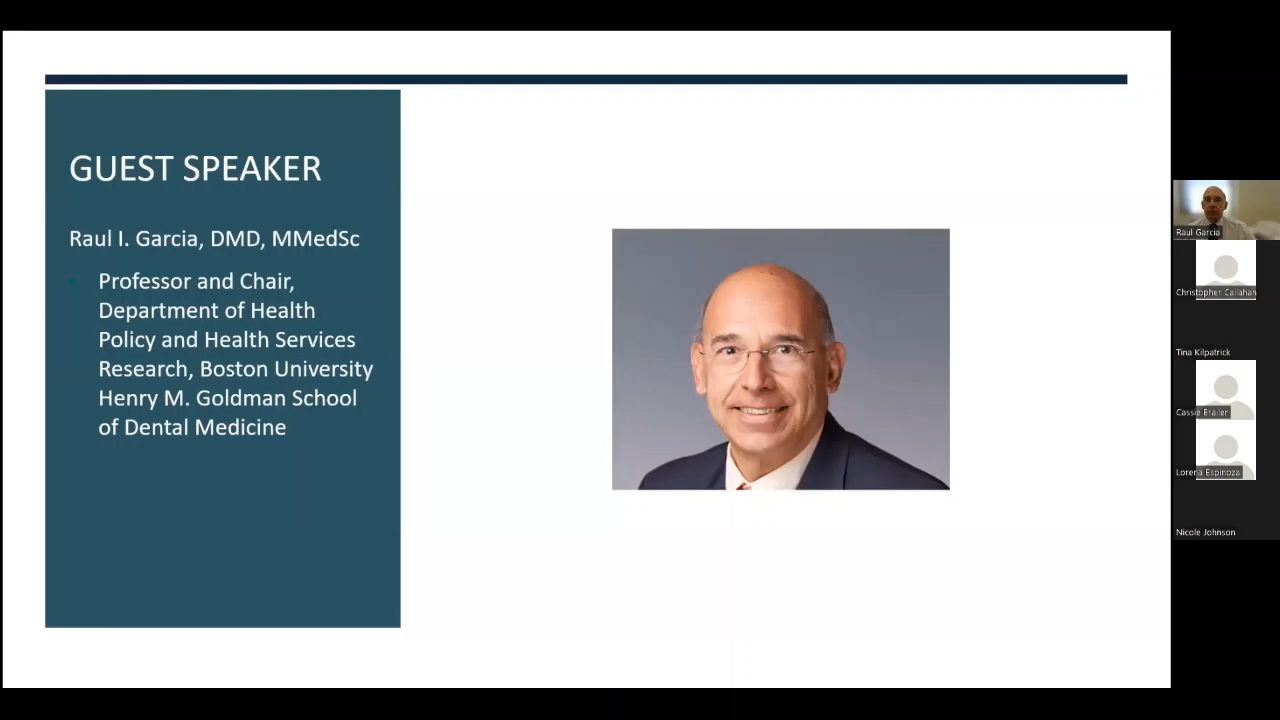 GUEST SPEAKER
Raul I. Garcia, DMD, MMedSc
Professor and Chair,
Department of Health
Policy and Health Services
Research, Boston University
Henry M. Goldman School
of Dental Medicine
Raul Garcia
Christopher Callahan
Tina Kilpatrick
Cassie Brailer
Lorena Espinoza
Nicole Johnson